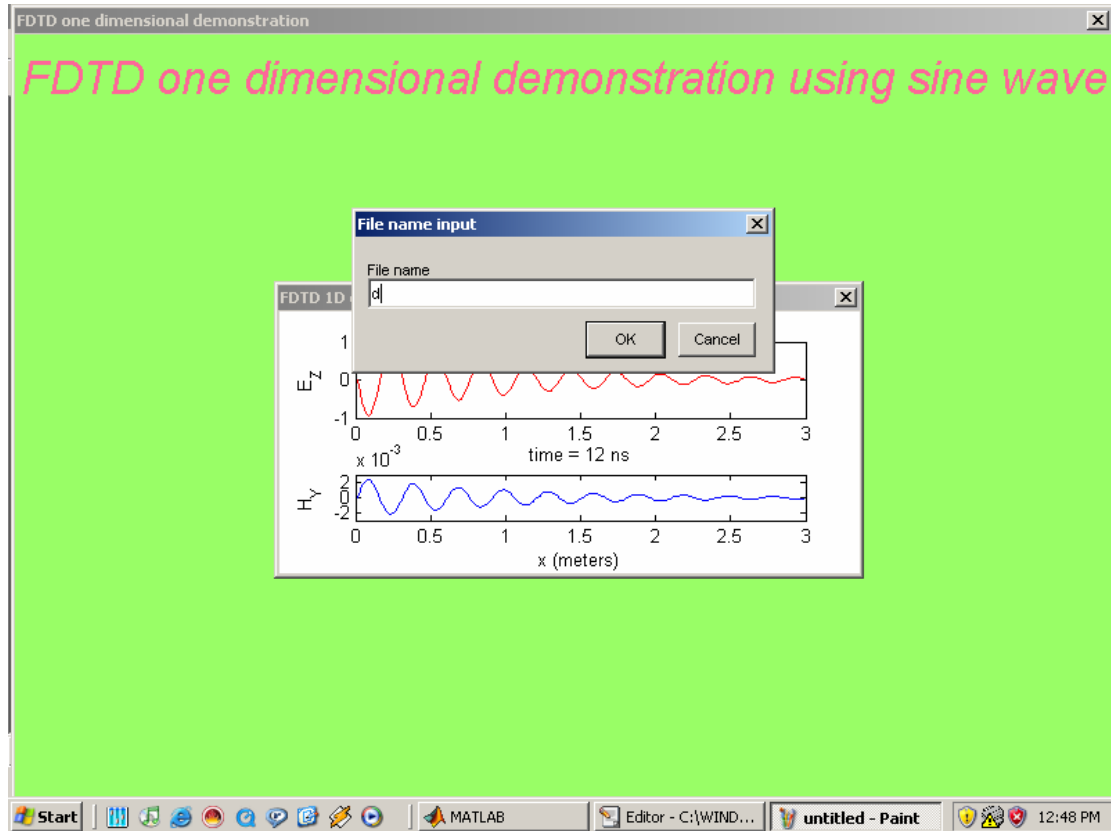 FDTD one dimensional demonstration
FDTD one dimensional demonstration using sine wave
File name input
File name
d
OK
Cancel
FDTD 1D
1
0
-1
E_Z
0 0.5 1 1.5 2 2.5 3
time = 12 ns
x 10^-3
2
0
-2
H_Y
0 0.5 1 1.5 2 2.5 3
x (meters)
Start
MATLAB
Editor - C:\WIND...
untitled - Paint
12:48 PM